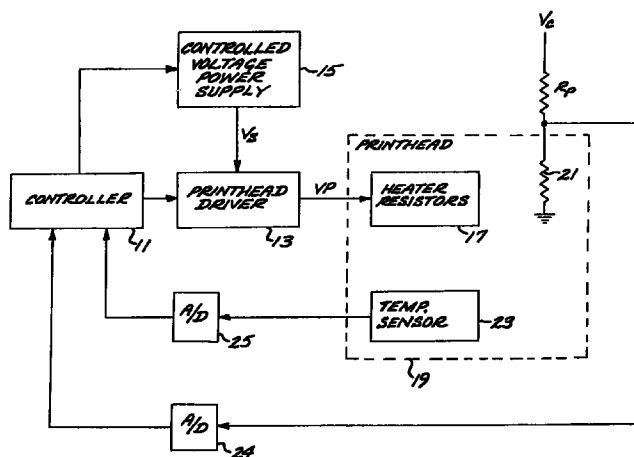 CONTROLLED
VOLTAGE
POWER
SUPPLY
15
Vc
Rp
Vs
PRINTHEAD
21
CONTROLLER
11
PRINTHEAD
DRIVER
13
VP
HEATER
RESISTORS
17
A/D
25
TEMP.
SENSOR
23
19
A/D
24